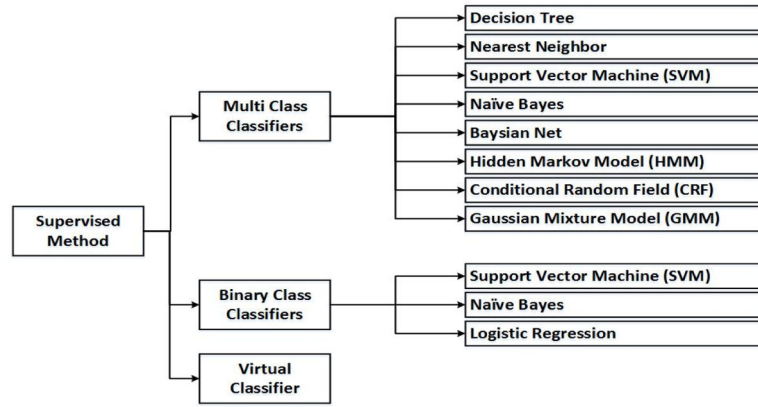 Supervised
Method
Multi Class
Classifiers
Decision Tree
Nearest Neighbor
Support Vector Machine (SVM)
Naïve Bayes
Baysian Net
Hidden Markov Model (HMM)
Conditional Random Field (CRF)
Gaussian Mixture Model (GMM)
Binary Class
Classifiers
Support Vector Machine (SVM)
Naïve Bayes
Logistic Regression
Virtual
Classifier